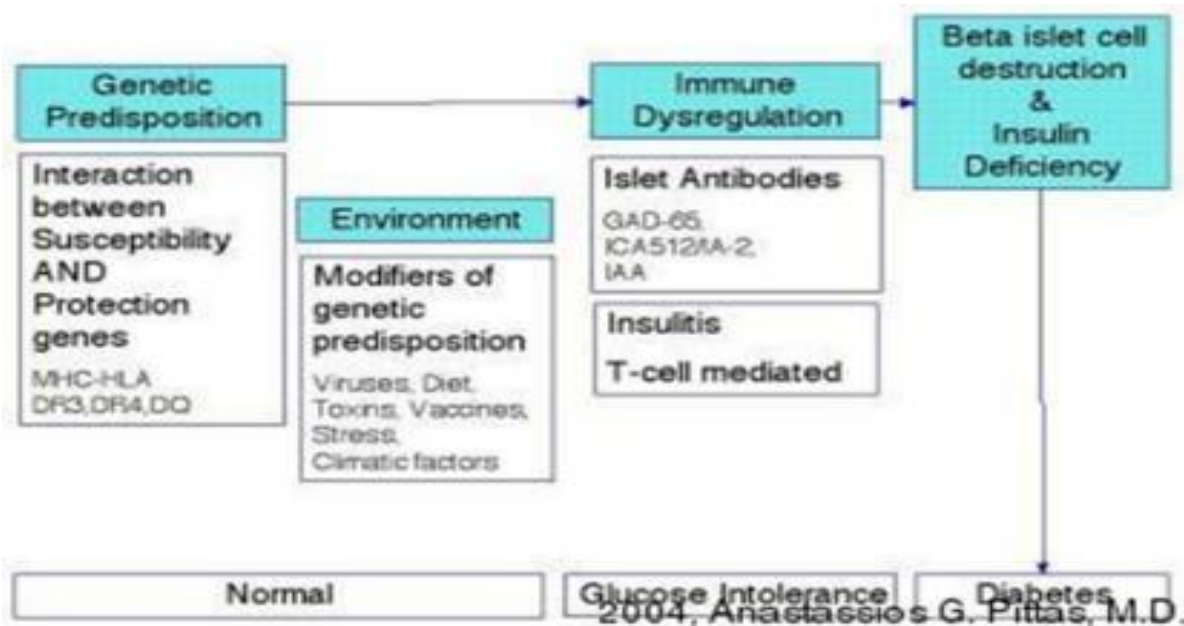 Genetic
Predisposition
Interaction
between
Susceptibility
AND
Protection
genes
MHC-HLA
DR3,DR4,DQ
Environment
Modifiers of
genetic
predisposition
Viruses, Diet,
Toxins, Vaccines,
Stress,
Climatic factors
Immune
Dysregulation
Islet Antibodies
GAD-65,
ICA512/IA-2,
IAA
Insulitis
T-cell mediated
Beta islet cell
destruction
&
Insulin
Deficiency
Normal
Glucose Intolerance
Diabetes
2004, Anastassios G. Pittas, M.D.